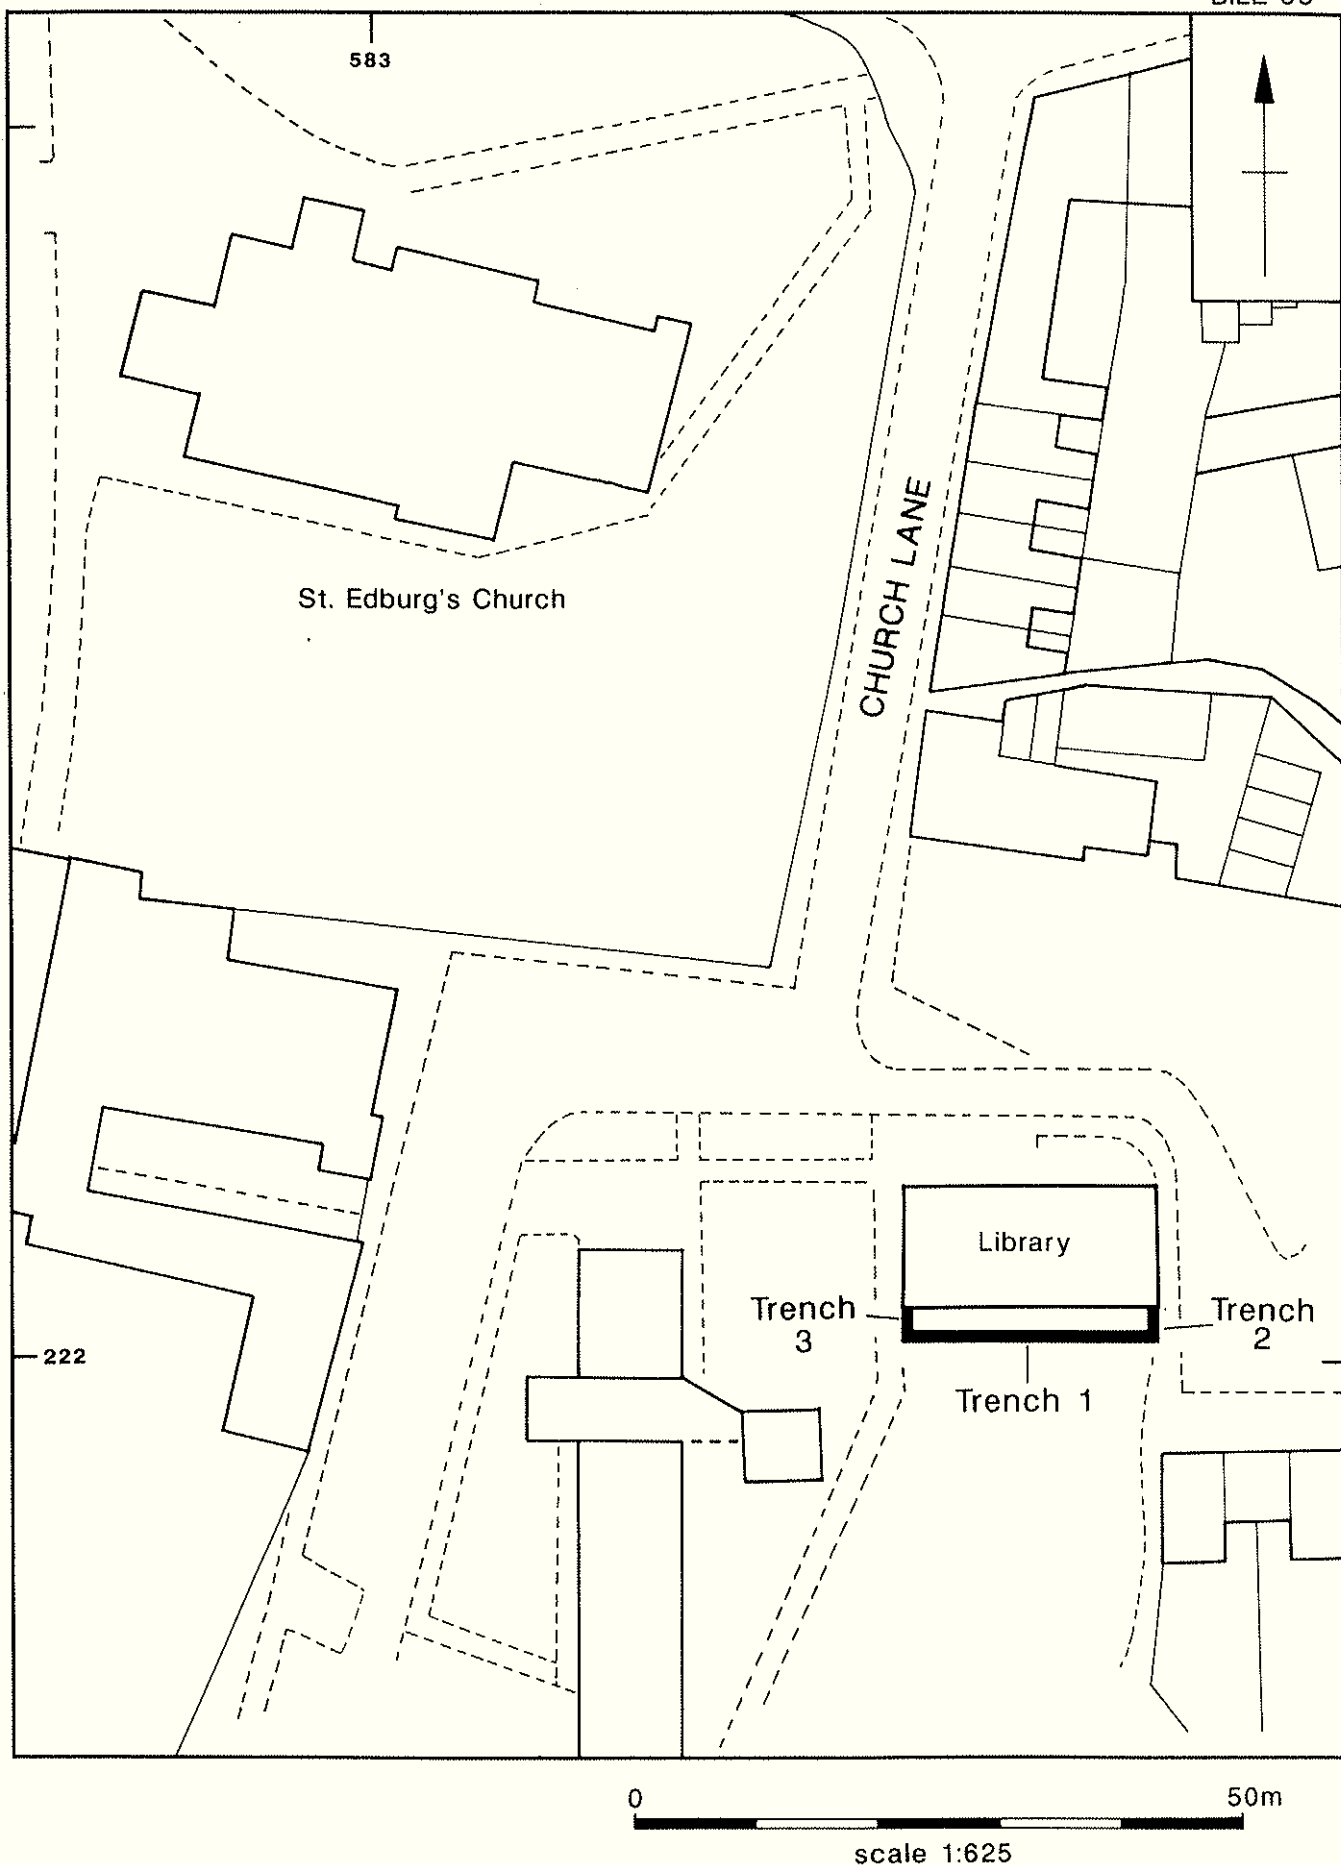 583
St. Edburg's Church
CHURCH LANE
Library
Trench
3
Trench
2
222
Trench 1
0
50m
scale 1:625